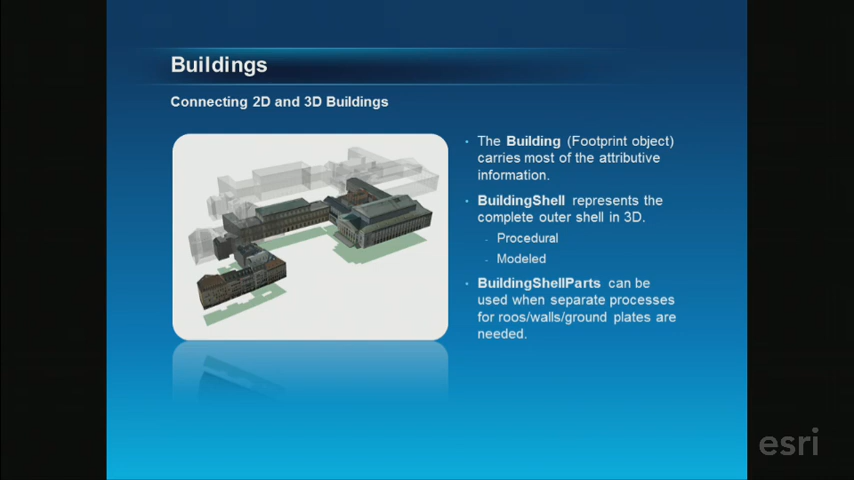 Buildings
Connecting 2D and 3D Buildings
• The Building (Footprint object)
carries most of the attributive
information.
• BuildingShell represents the
complete outer shell in 3D.
- Procedural
- Modeled
• BuildingShellParts can be
used when separate processes
for roos/walls/ground plates are
needed.
esri